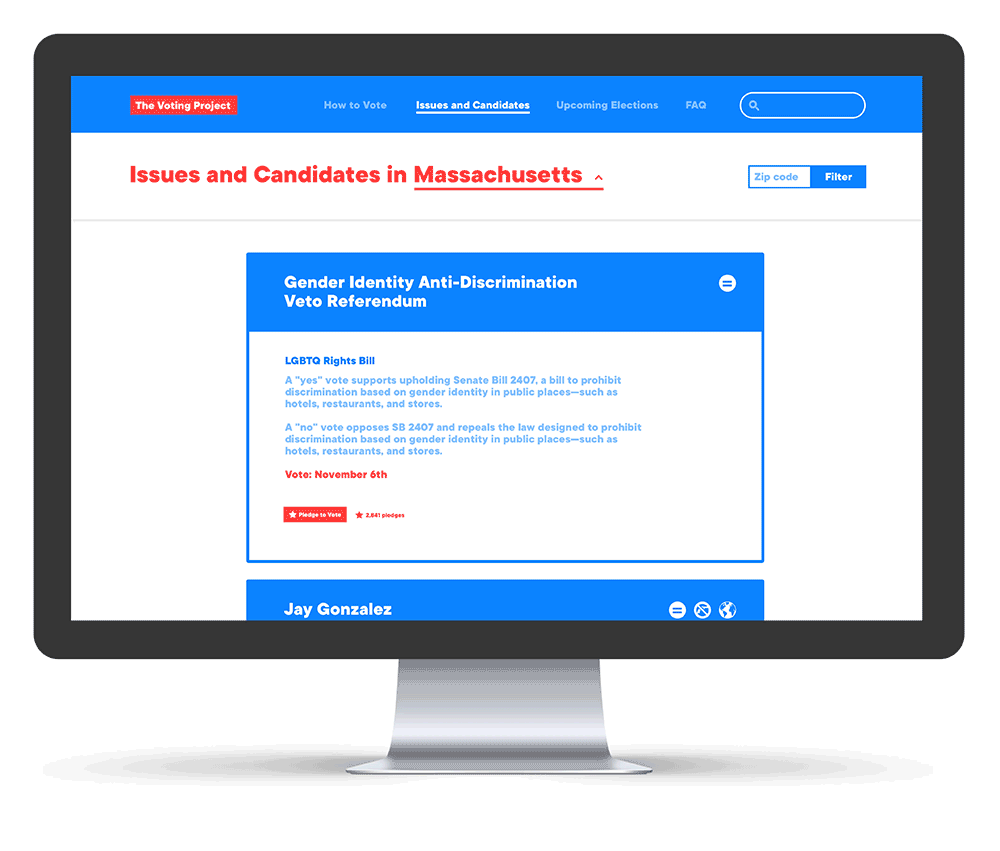 The Voting Project
How to Vote
Issues and Candidates
Upcoming Elections
FAQ
Issues and Candidates in Massachusetts
Zip code
Filter
Gender Identity Anti-Discrimination
Veto Referendum
LGBTQ Rights Bill
A "yes" vote supports upholding Senate Bill 2407, a bill to prohibit
discrimination based on gender identity in public places—such as
hotels, restaurants, and stores.
A "no" vote opposes SB 2407 and repeals the law designed to prohibit
discrimination based on gender identity in public places—such as
hotels, restaurants, and stores.
Vote: November 6th
Pledge to Vote
2,841 pledges
Jay Gonzalez